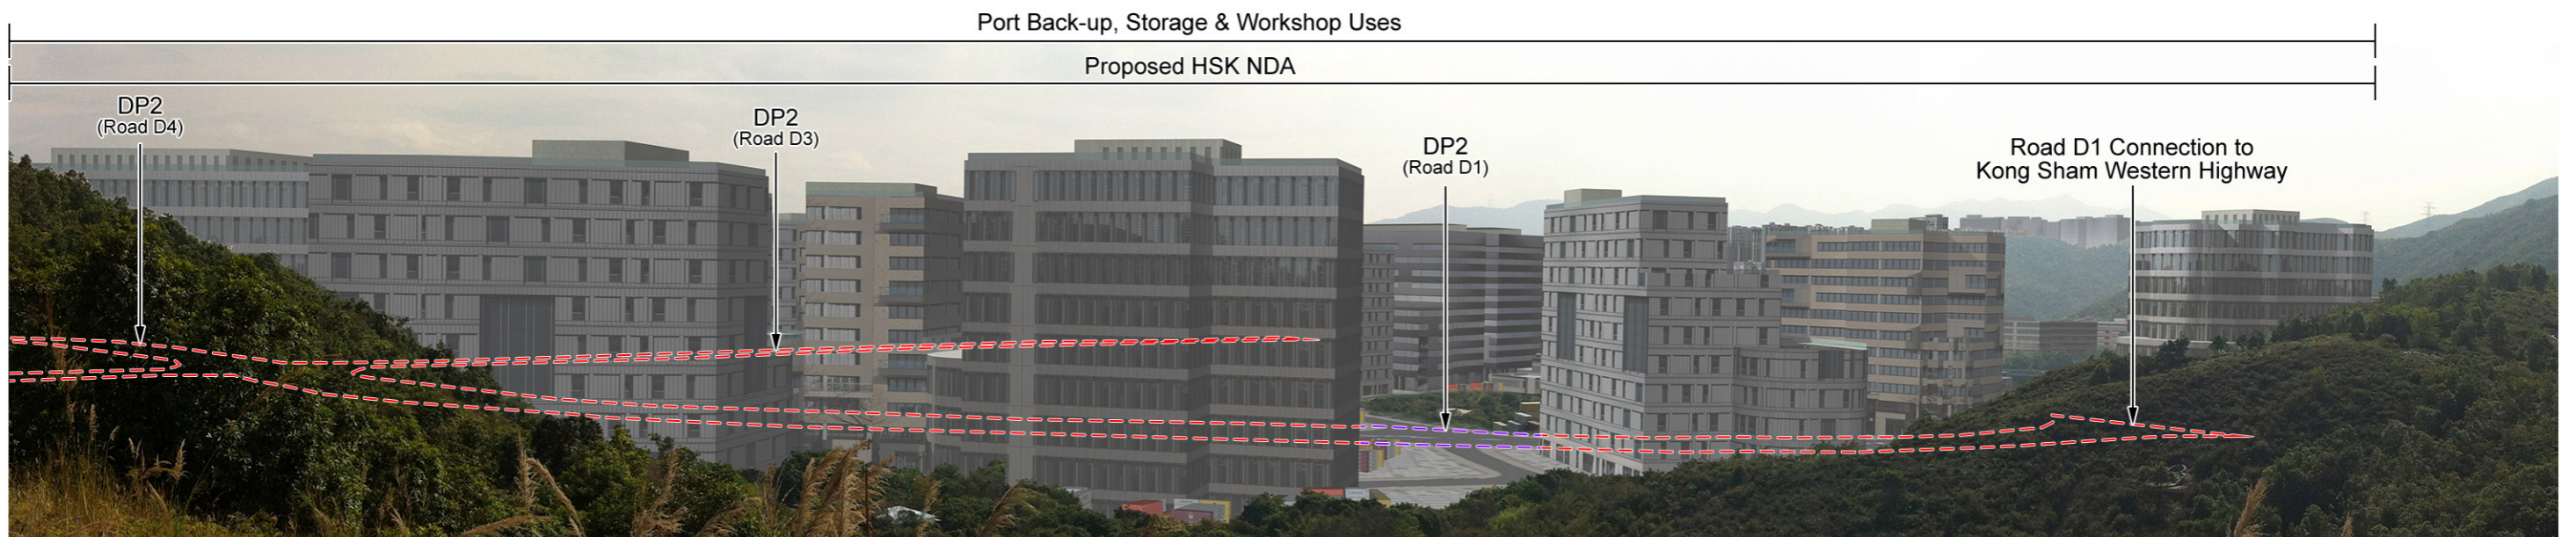 Port Back-up, Storage & Workshop Uses
Proposed HSK NDA
DP2
(Road D4)
DP2
(Road D3)
DP2
(Road D1)
Road D1 Connection to
Kong Sham Western Highway